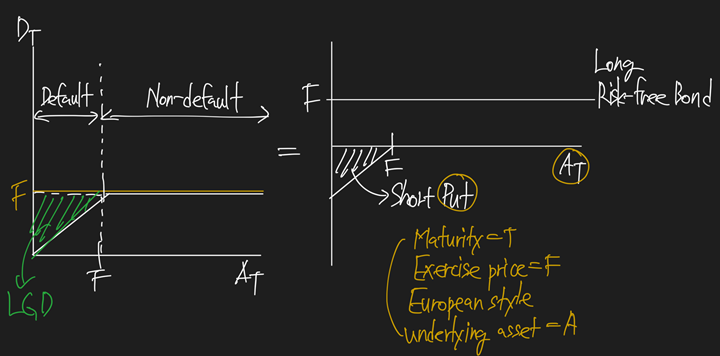 D_T
Default
Non-default
F
F
A_T
LGD
=
F
Long
Risk-free Bond
F
A_T
Short Put
Maturity=T
Exercise price=F
European style
underlying asset=A